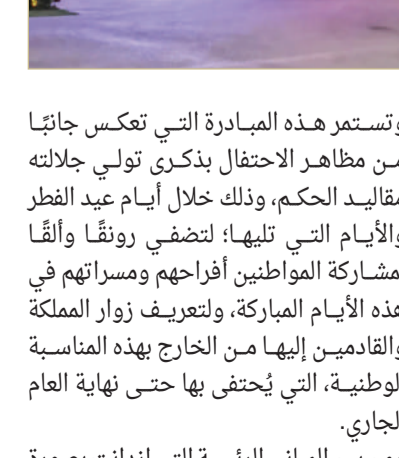 وتستمر هذه المبادرة التي تعكس جانبًا
من مظاهر الاحتفال بذكرى تولي جلالته
مقاليد الحكم، وذلك خلال أيام عيد الفطر
والأيام التي تليها؛ لتضفي رونقًا وألقًا
بمشاركة المواطنين أفراحهم ومسراتهم في
هذه الأيام المباركة، ولتعريف زوار المملكة
والقادمين إليها من الخارج بهذه المناسبة
الوطنية، التي يُحتفى بها حتى نهاية العام
الجاري.